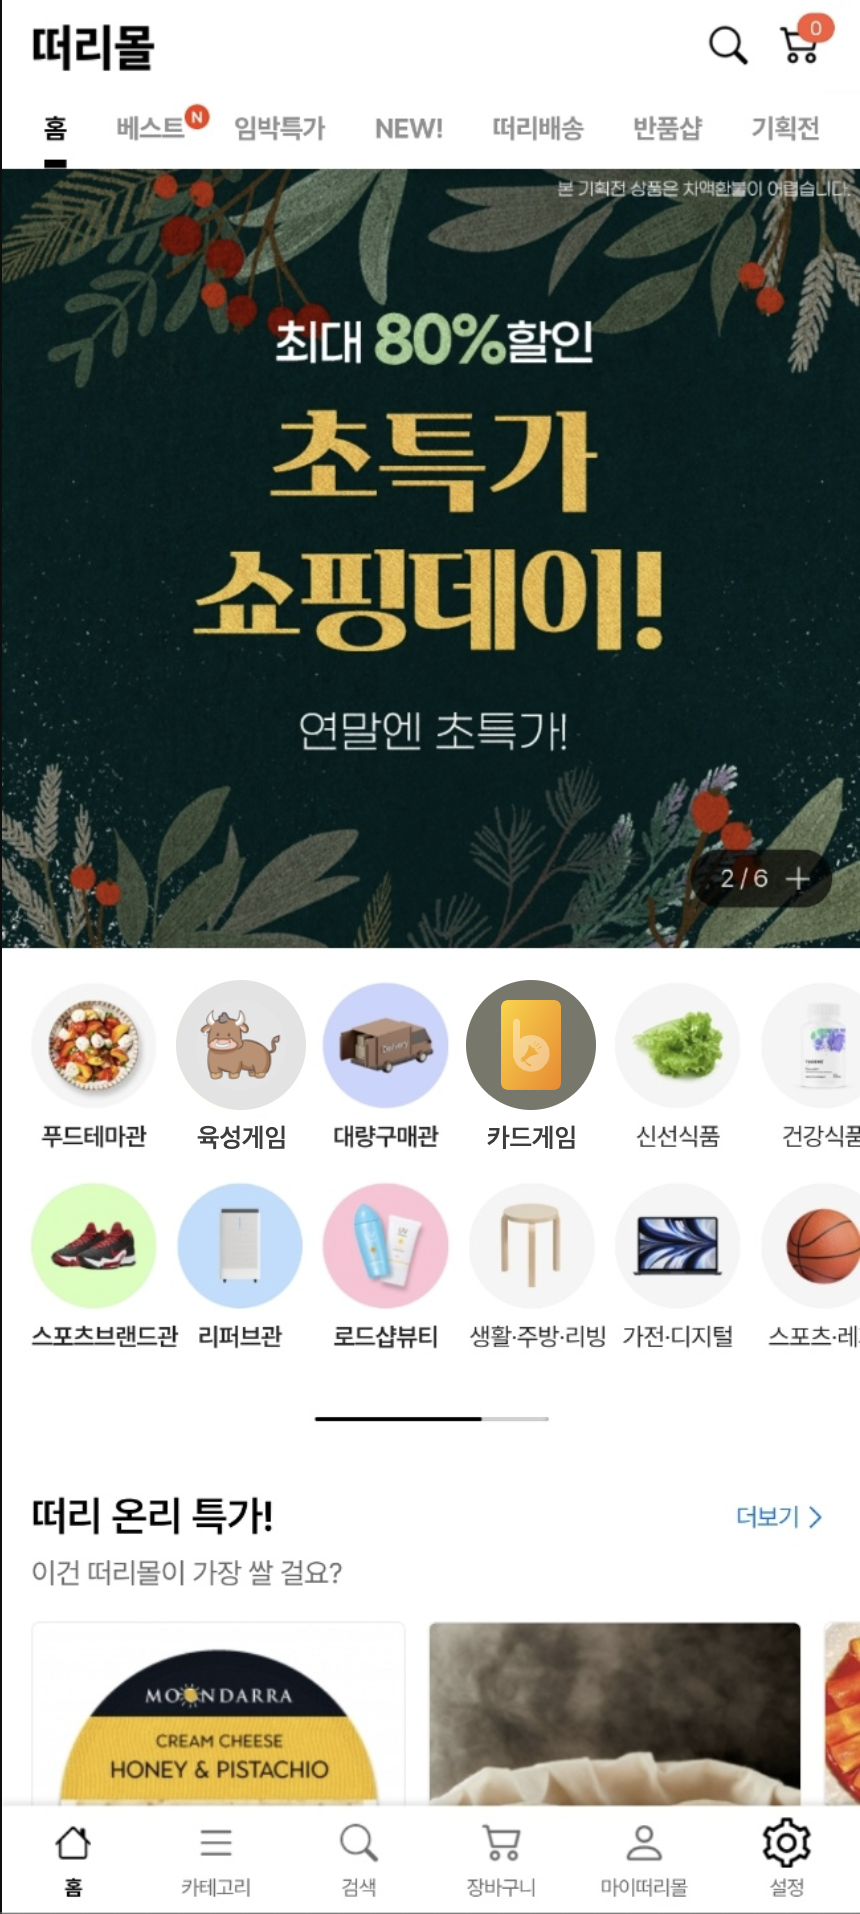 떠리몰
0
홈 베스트 N 임박특가 NEW! 떠리배송 반품샵 기획전
본 기획전 상품은 차액환불이 어렵습니다.
최대 80%할인
초특가
쇼핑데이!
연말엔 초특가!
2 / 6 +
Delivery
푸드테마관 육성게임 대량구매관 카드게임 신선식품 건강식품
UV
스포츠브랜드관 리퍼브관 로드샵뷰티 생활·주방·리빙 가전·디지털 스포츠·레
떠리 온리 특가!
더보기 >
이건 떠리몰이 가장 쌀 걸요?
MOONDARRA
CREAM CHEESE
HONEY & PISTACHIO
홈 카테고리 검색 장바구니 마이떠리몰 설정